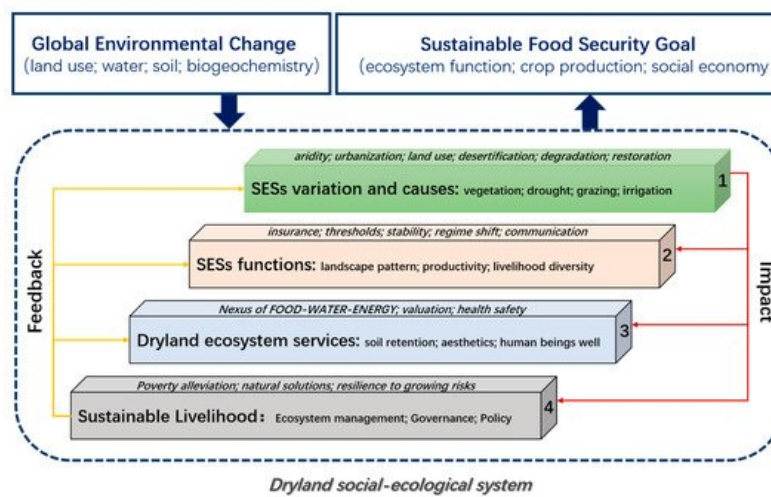 Global Environmental Change
(land use; water; soil; biogeochemistry)
Sustainable Food Security Goal
(ecosystem function; crop production; social economy
aridity; urbanization; land use; desertification; degradation; restoration
SESs variation and causes: vegetation; drought; grazing; irrigation
1
insurance; thresholds; stability; regime shift; communication
SESs functions: landscape pattern; productivity; livelihood diversity
2
Nexus of FOOD-WATER-ENERGY; valuation; health safety
Dryland ecosystem services: soil retention; aesthetics; human beings well
3
Poverty alleviation; natural solutions; resilience to growing risks
Sustainable Livelihood: Ecosystem management; Governance; Policy
4
Feedback
Impact
Dryland social-ecological system